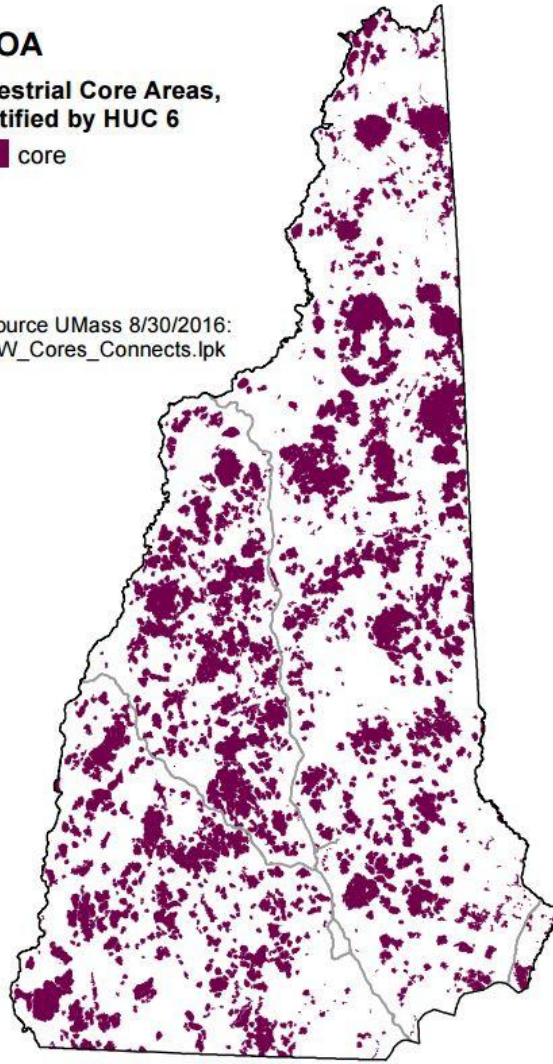 OA
estrial Core Areas,
tified by HUC 6
core
ource UMass 8/30/2016:
W_Cores_Connects.lpk